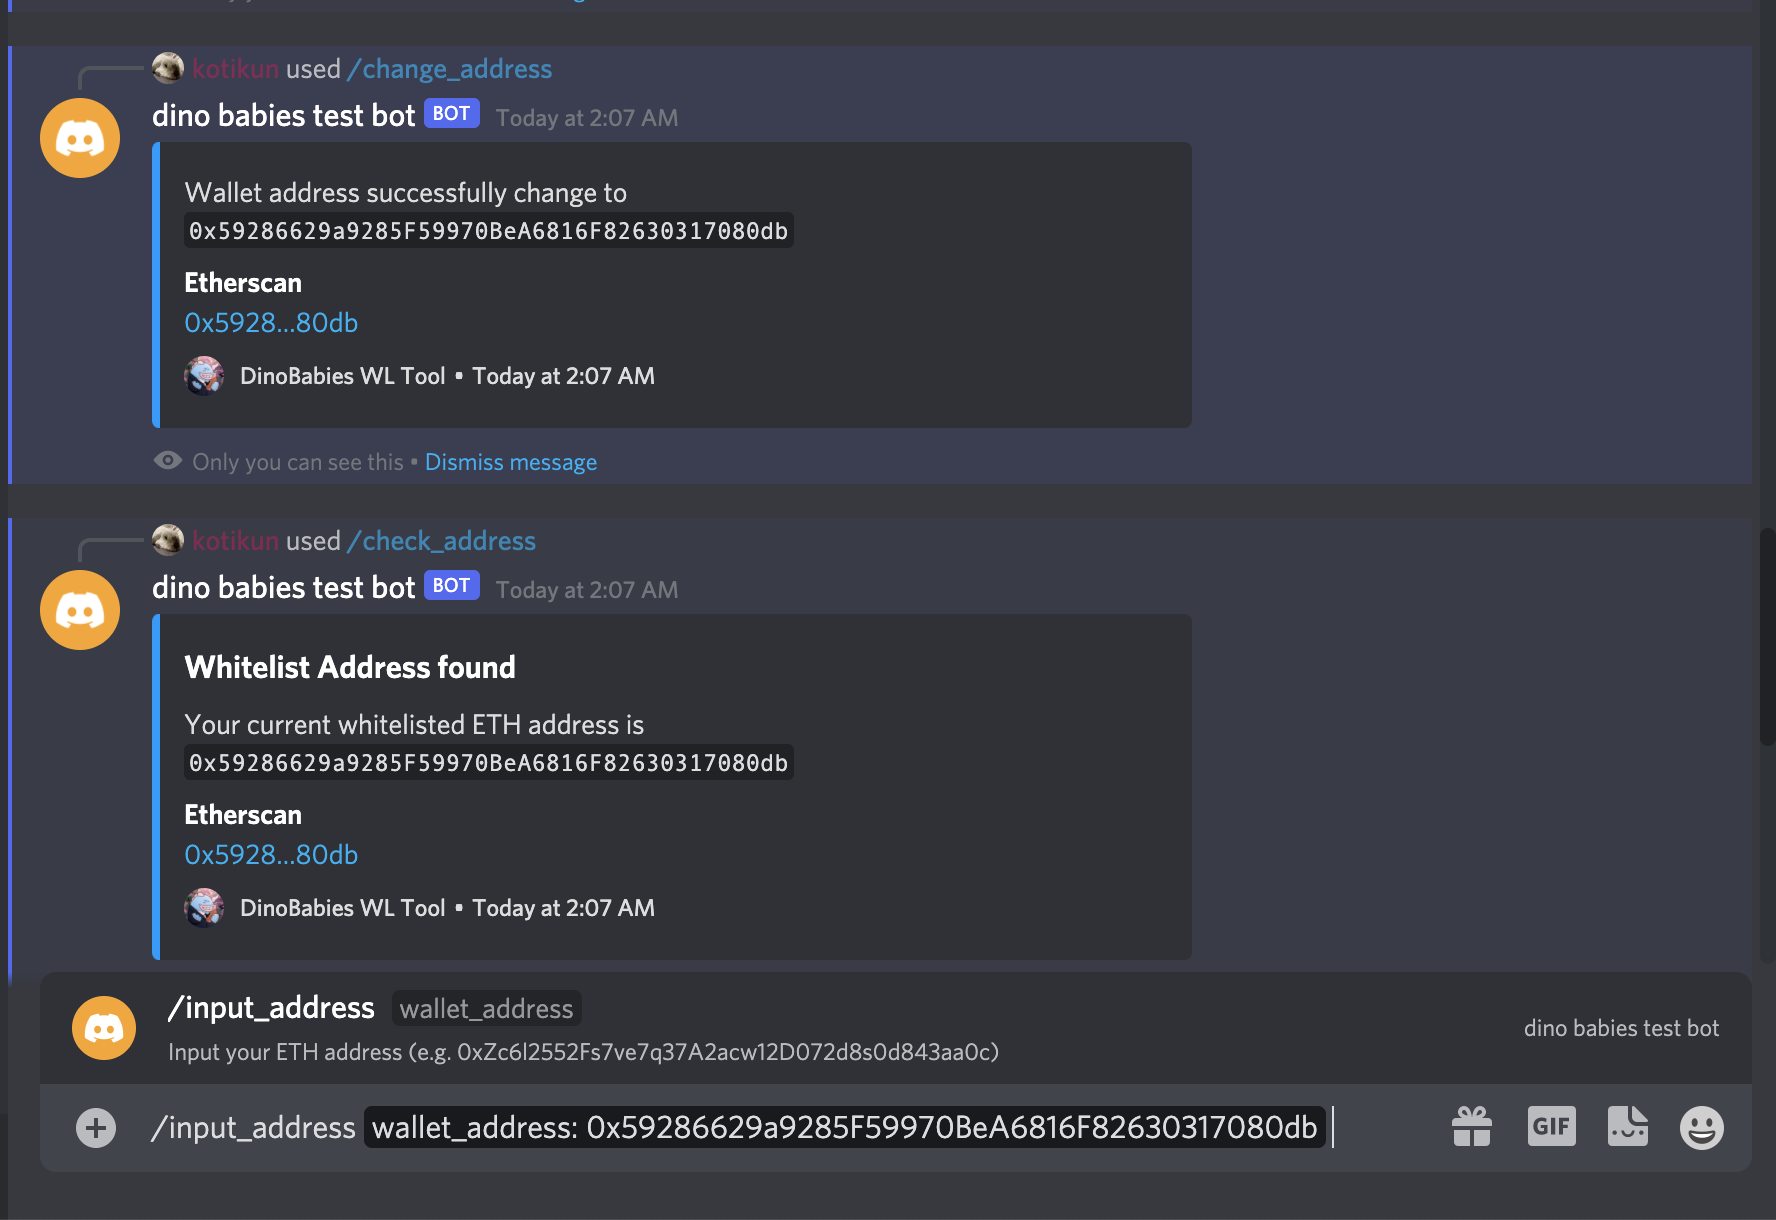 kotikun used /change_address
dino babies test bot BOT Today at 2:07 AM
Wallet address successfully change to
0x59286629a9285F59970BeA6816F82630317080db
Etherscan
0x5928...80db
DinoBabies WL Tool • Today at 2:07 AM
Only you can see this • Dismiss message
kotikun used /check_address
dino babies test bot BOT Today at 2:07 AM
Whitelist Address found
Your current whitelisted ETH address is
0x59286629a9285F59970BeA6816F82630317080db
Etherscan
0x5928...80db
DinoBabies WL Tool • Today at 2:07 AM
/input_address wallet_address
dino babies test bot
Input your ETH address (e.g. 0xZc6l2552Fs7ve7q37A2acw12D072d8s0d843aa0c)
/input_address wallet_address: 0x59286629a9285F59970BeA6816F82630317080db
GIF